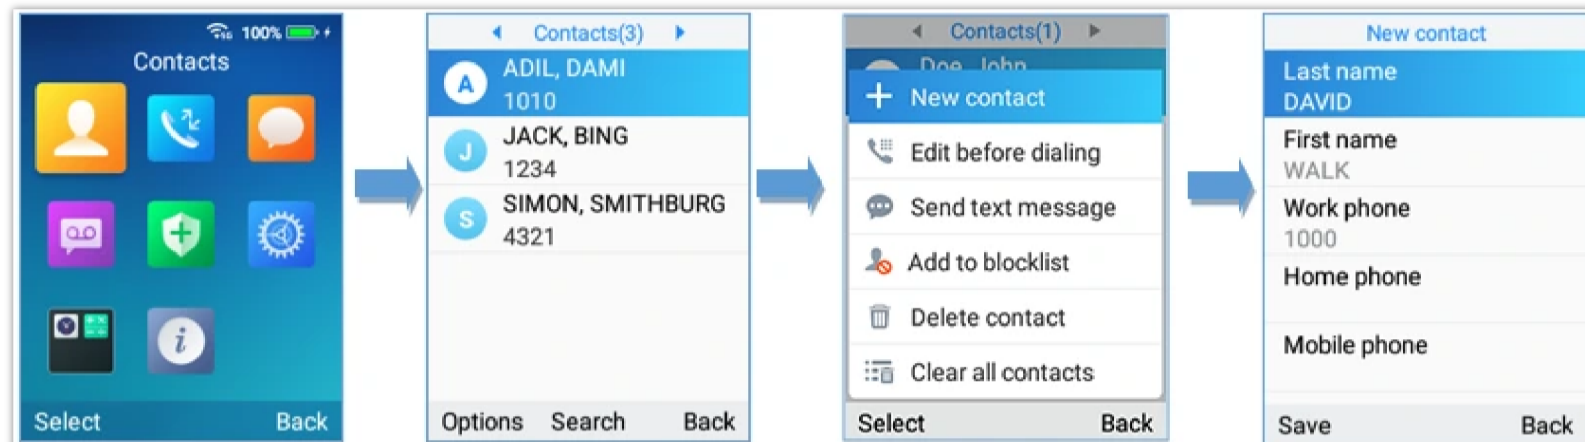 100%
Contacts
Select Back
Contacts(3)
A ADIL, DAMI
1010
J JACK, BING
1234
S SIMON, SMITHBURG
4321
Options Search Back
Contacts(1)
Doe, John
New contact
Edit before dialing
Send text message
Add to blocklist
Delete contact
Clear all contacts
Select Back
New contact
Last name
DAVID
First name
WALK
Work phone
1000
Home phone
Mobile phone
Save Back